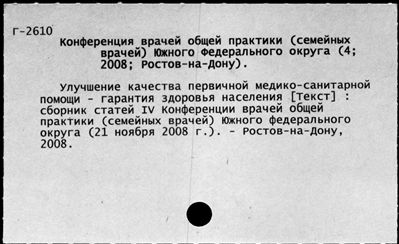 Г-2610
Конференция врачей общей практики (семейных
врачей) Южного Федерального округа (4;
2008; Ростов-на-Дону).
Улучшение качества первичной медико-санитарной
помощи - гарантия здоровья населения [Текст] :
сборник статей IV Конференции врачей общей
практики (семейных врачей) Южного федерального
округа (21 ноября 2008 г.). - Ростов-на-Дону,
2008.